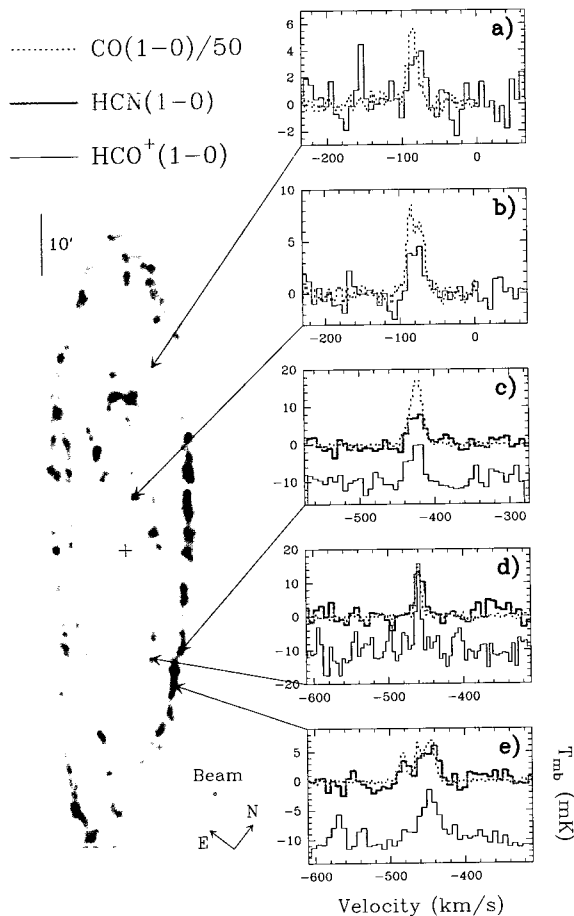 CO(1-0)/50
HCN(1-0)
HCO+(1-0)
10'
a)
6
4
2
0
-2
-200 -100 0
b)
10
5
0
-200 -100 0
c)
20
10
0
-10
-500 -400 -300
d)
20
10
0
-10
-20
-600 -500 -400
e)
5
0
-5
-10
-600 -400
Beam
N
E
Tmb (mK)
Velocity (km/s)